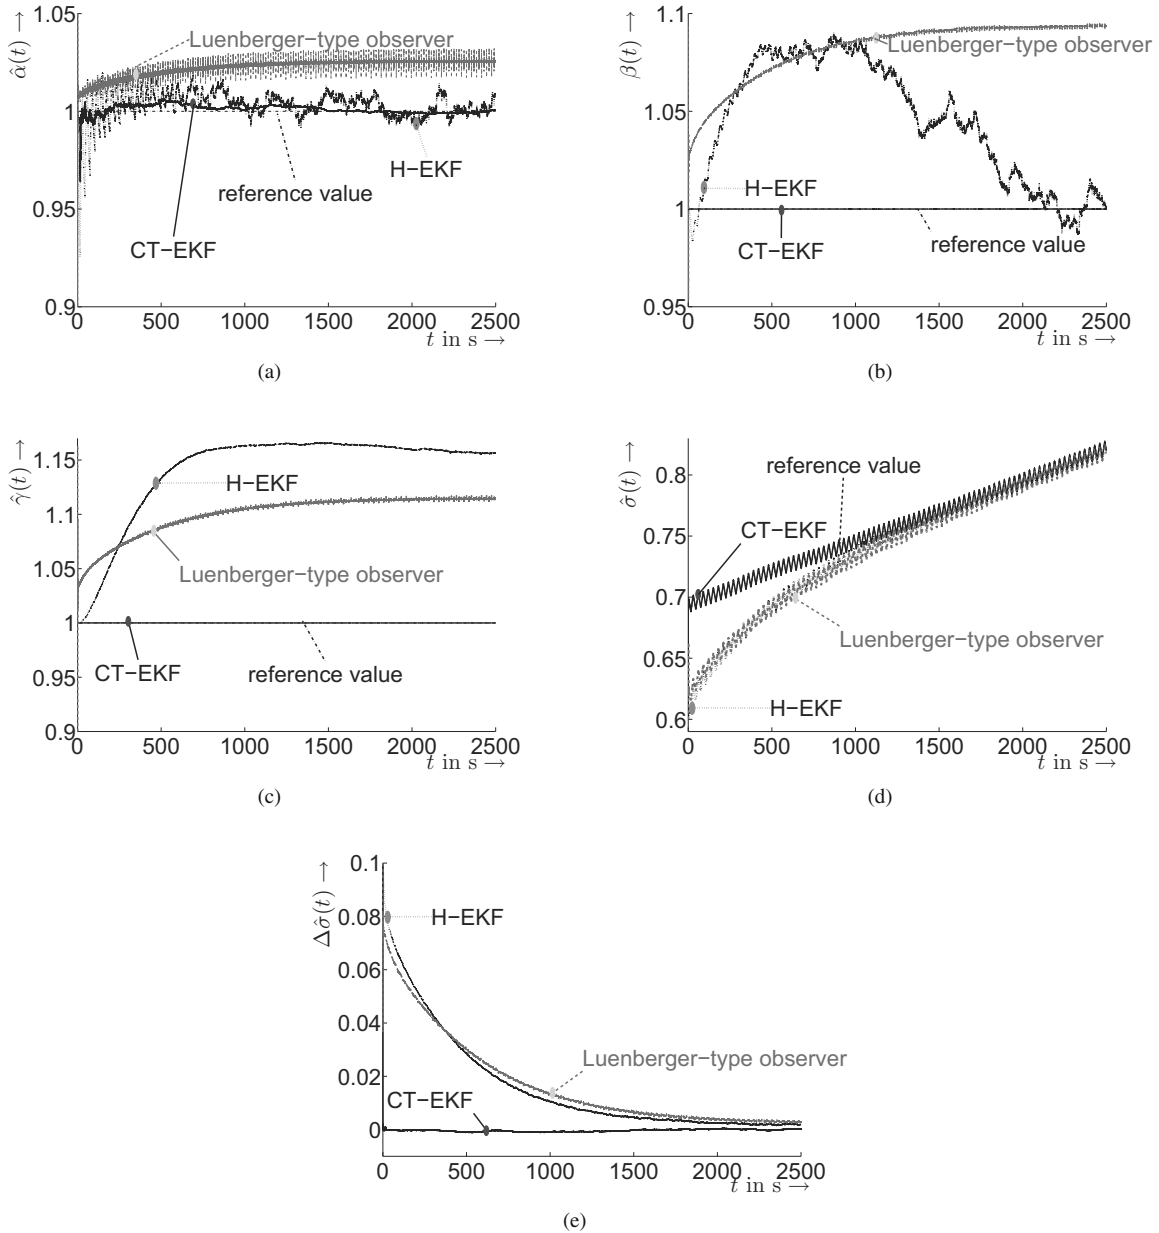 1.05
α̂(t) →
Luenberger−type observer
1
H−EKF
reference value
0.95
CT−EKF
0.9
0 500 1000 1500 2000 2500
t in s →
(a)
1.1
β(t) →
Luenberger−type observer
1.05
H−EKF
1
CT−EKF
reference value
0.95
0 500 1000 1500 2000 2500
t in s →
(b)
γ̂(t) →
1.15
H−EKF
1.1
Luenberger−type observer
1.05
1
CT−EKF
reference value
0.95
0.9
0 500 1000 1500 2000 2500
t in s →
(c)
σ̂(t) →
0.8
reference value
CT−EKF
0.75
0.7
Luenberger−type observer
0.65
H−EKF
0.6
0 500 1000 1500 2000 2500
t in s →
(d)
0.1
Δσ̂(t) →
0.08
H−EKF
0.06
0.04
Luenberger−type observer
0.02
CT−EKF
0
0 500 1000 1500 2000 2500
t in s →
(e)